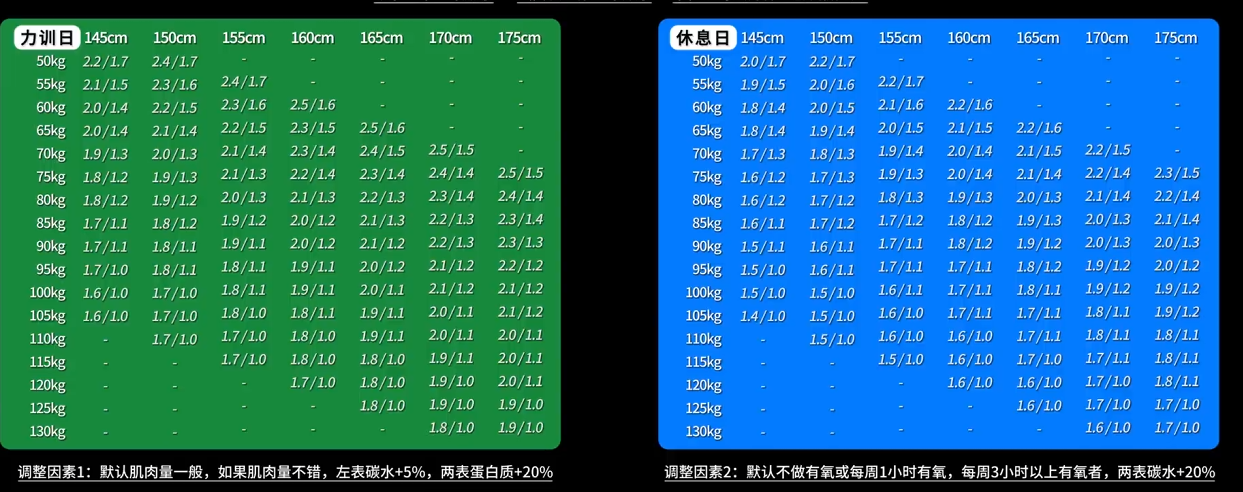 力训日 145cm 150cm 155cm 160cm 165cm 170cm 175cm
50kg 2.2/1.7 2.4/1.7 - - - - -
55kg 2.1/1.5 2.3/1.6 2.4/1.7 - - - -
60kg 2.0/1.4 2.2/1.5 2.3/1.6 2.5/1.6 - - -
65kg 2.0/1.4 2.1/1.4 2.2/1.5 2.3/1.5 2.5/1.6 - -
70kg 1.9/1.3 2.0/1.3 2.1/1.4 2.3/1.4 2.4/1.5 2.5/1.5 -
75kg 1.8/1.2 1.9/1.3 2.1/1.3 2.2/1.4 2.3/1.4 2.4/1.4 2.5/1.5
80kg 1.8/1.2 1.9/1.2 2.0/1.3 2.1/1.3 2.2/1.3 2.3/1.4 2.4/1.4
85kg 1.7/1.1 1.8/1.2 1.9/1.2 2.0/1.2 2.1/1.3 2.2/1.3 2.3/1.4
90kg 1.7/1.1 1.8/1.1 1.9/1.1 2.0/1.2 2.1/1.2 2.2/1.3 2.3/1.3
95kg 1.7/1.0 1.8/1.1 1.8/1.1 1.9/1.1 2.0/1.2 2.1/1.2 2.2/1.2
100kg 1.6/1.0 1.7/1.0 1.8/1.1 1.9/1.1 2.0/1.1 2.1/1.2 2.1/1.2
105kg 1.6/1.0 1.7/1.0 1.8/1.0 1.8/1.1 1.9/1.1 2.0/1.1 2.1/1.2
110kg - 1.7/1.0 1.7/1.0 1.8/1.0 1.9/1.1 2.0/1.1 2.0/1.1
115kg - - 1.7/1.0 1.8/1.0 1.8/1.0 1.9/1.1 2.0/1.1
120kg - - - 1.7/1.0 1.8/1.0 1.9/1.0 2.0/1.1
125kg - - - - 1.8/1.0 1.9/1.0 1.9/1.0
130kg - - - - - 1.8/1.0 1.9/1.0
调整因素1：默认肌肉量一般，如果肌肉量不错，左表碳水+5%，两表蛋白质+20%
休息日 145cm 150cm 155cm 160cm 165cm 170cm 175cm
50kg 2.0/1.7 2.2/1.7 - - - - -
55kg 1.9/1.5 2.0/1.6 2.2/1.7 - - - -
60kg 1.8/1.4 2.0/1.5 2.1/1.6 2.2/1.6 - - -
65kg 1.8/1.4 1.9/1.4 2.0/1.5 2.1/1.5 2.2/1.6 - -
70kg 1.7/1.3 1.8/1.3 1.9/1.4 2.0/1.4 2.1/1.5 2.2/1.5 -
75kg 1.6/1.2 1.7/1.3 1.9/1.3 2.0/1.4 2.1/1.4 2.2/1.4 2.3/1.5
80kg 1.6/1.2 1.7/1.2 1.8/1.3 1.9/1.3 2.0/1.3 2.1/1.4 2.2/1.4
85kg 1.6/1.1 1.7/1.2 1.7/1.2 1.8/1.2 1.9/1.3 2.0/1.3 2.1/1.4
90kg 1.5/1.1 1.6/1.1 1.7/1.1 1.8/1.2 1.9/1.2 2.0/1.3 2.0/1.3
95kg 1.5/1.0 1.6/1.1 1.7/1.1 1.7/1.1 1.8/1.2 1.9/1.2 2.0/1.2
100kg 1.5/1.0 1.5/1.0 1.6/1.1 1.7/1.1 1.8/1.1 1.9/1.2 1.9/1.2
105kg 1.4/1.0 1.5/1.0 1.6/1.0 1.7/1.1 1.7/1.1 1.8/1.1 1.9/1.2
110kg - 1.5/1.0 1.6/1.0 1.6/1.0 1.7/1.1 1.8/1.1 1.8/1.1
115kg - - 1.5/1.0 1.6/1.0 1.7/1.0 1.7/1.1 1.8/1.1
120kg - - - 1.6/1.0 1.6/1.0 1.7/1.0 1.8/1.1
125kg - - - - 1.6/1.0 1.7/1.0 1.7/1.0
130kg - - - - - 1.6/1.0 1.7/1.0
调整因素2：默认不做有氧或每周1小时有氧，每周3小时以上有氧者，两表碳水+20%